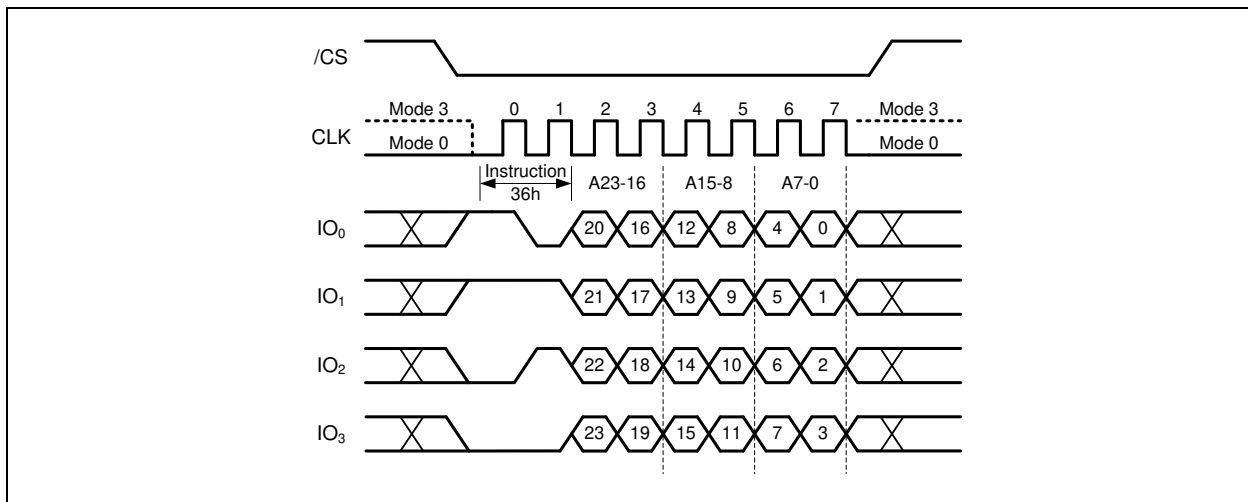 /CS
Mode 3 0 1 2 3 4 5 6 7 Mode 3
CLK Mode 0 Mode 0
Instruction A23-16 A15-8 A7-0
36h
IO₀ 20 16 12 8 4 0
IO₁ 21 17 13 9 5 1
IO₂ 22 18 14 10 6 2
IO₃ 23 19 15 11 7 3